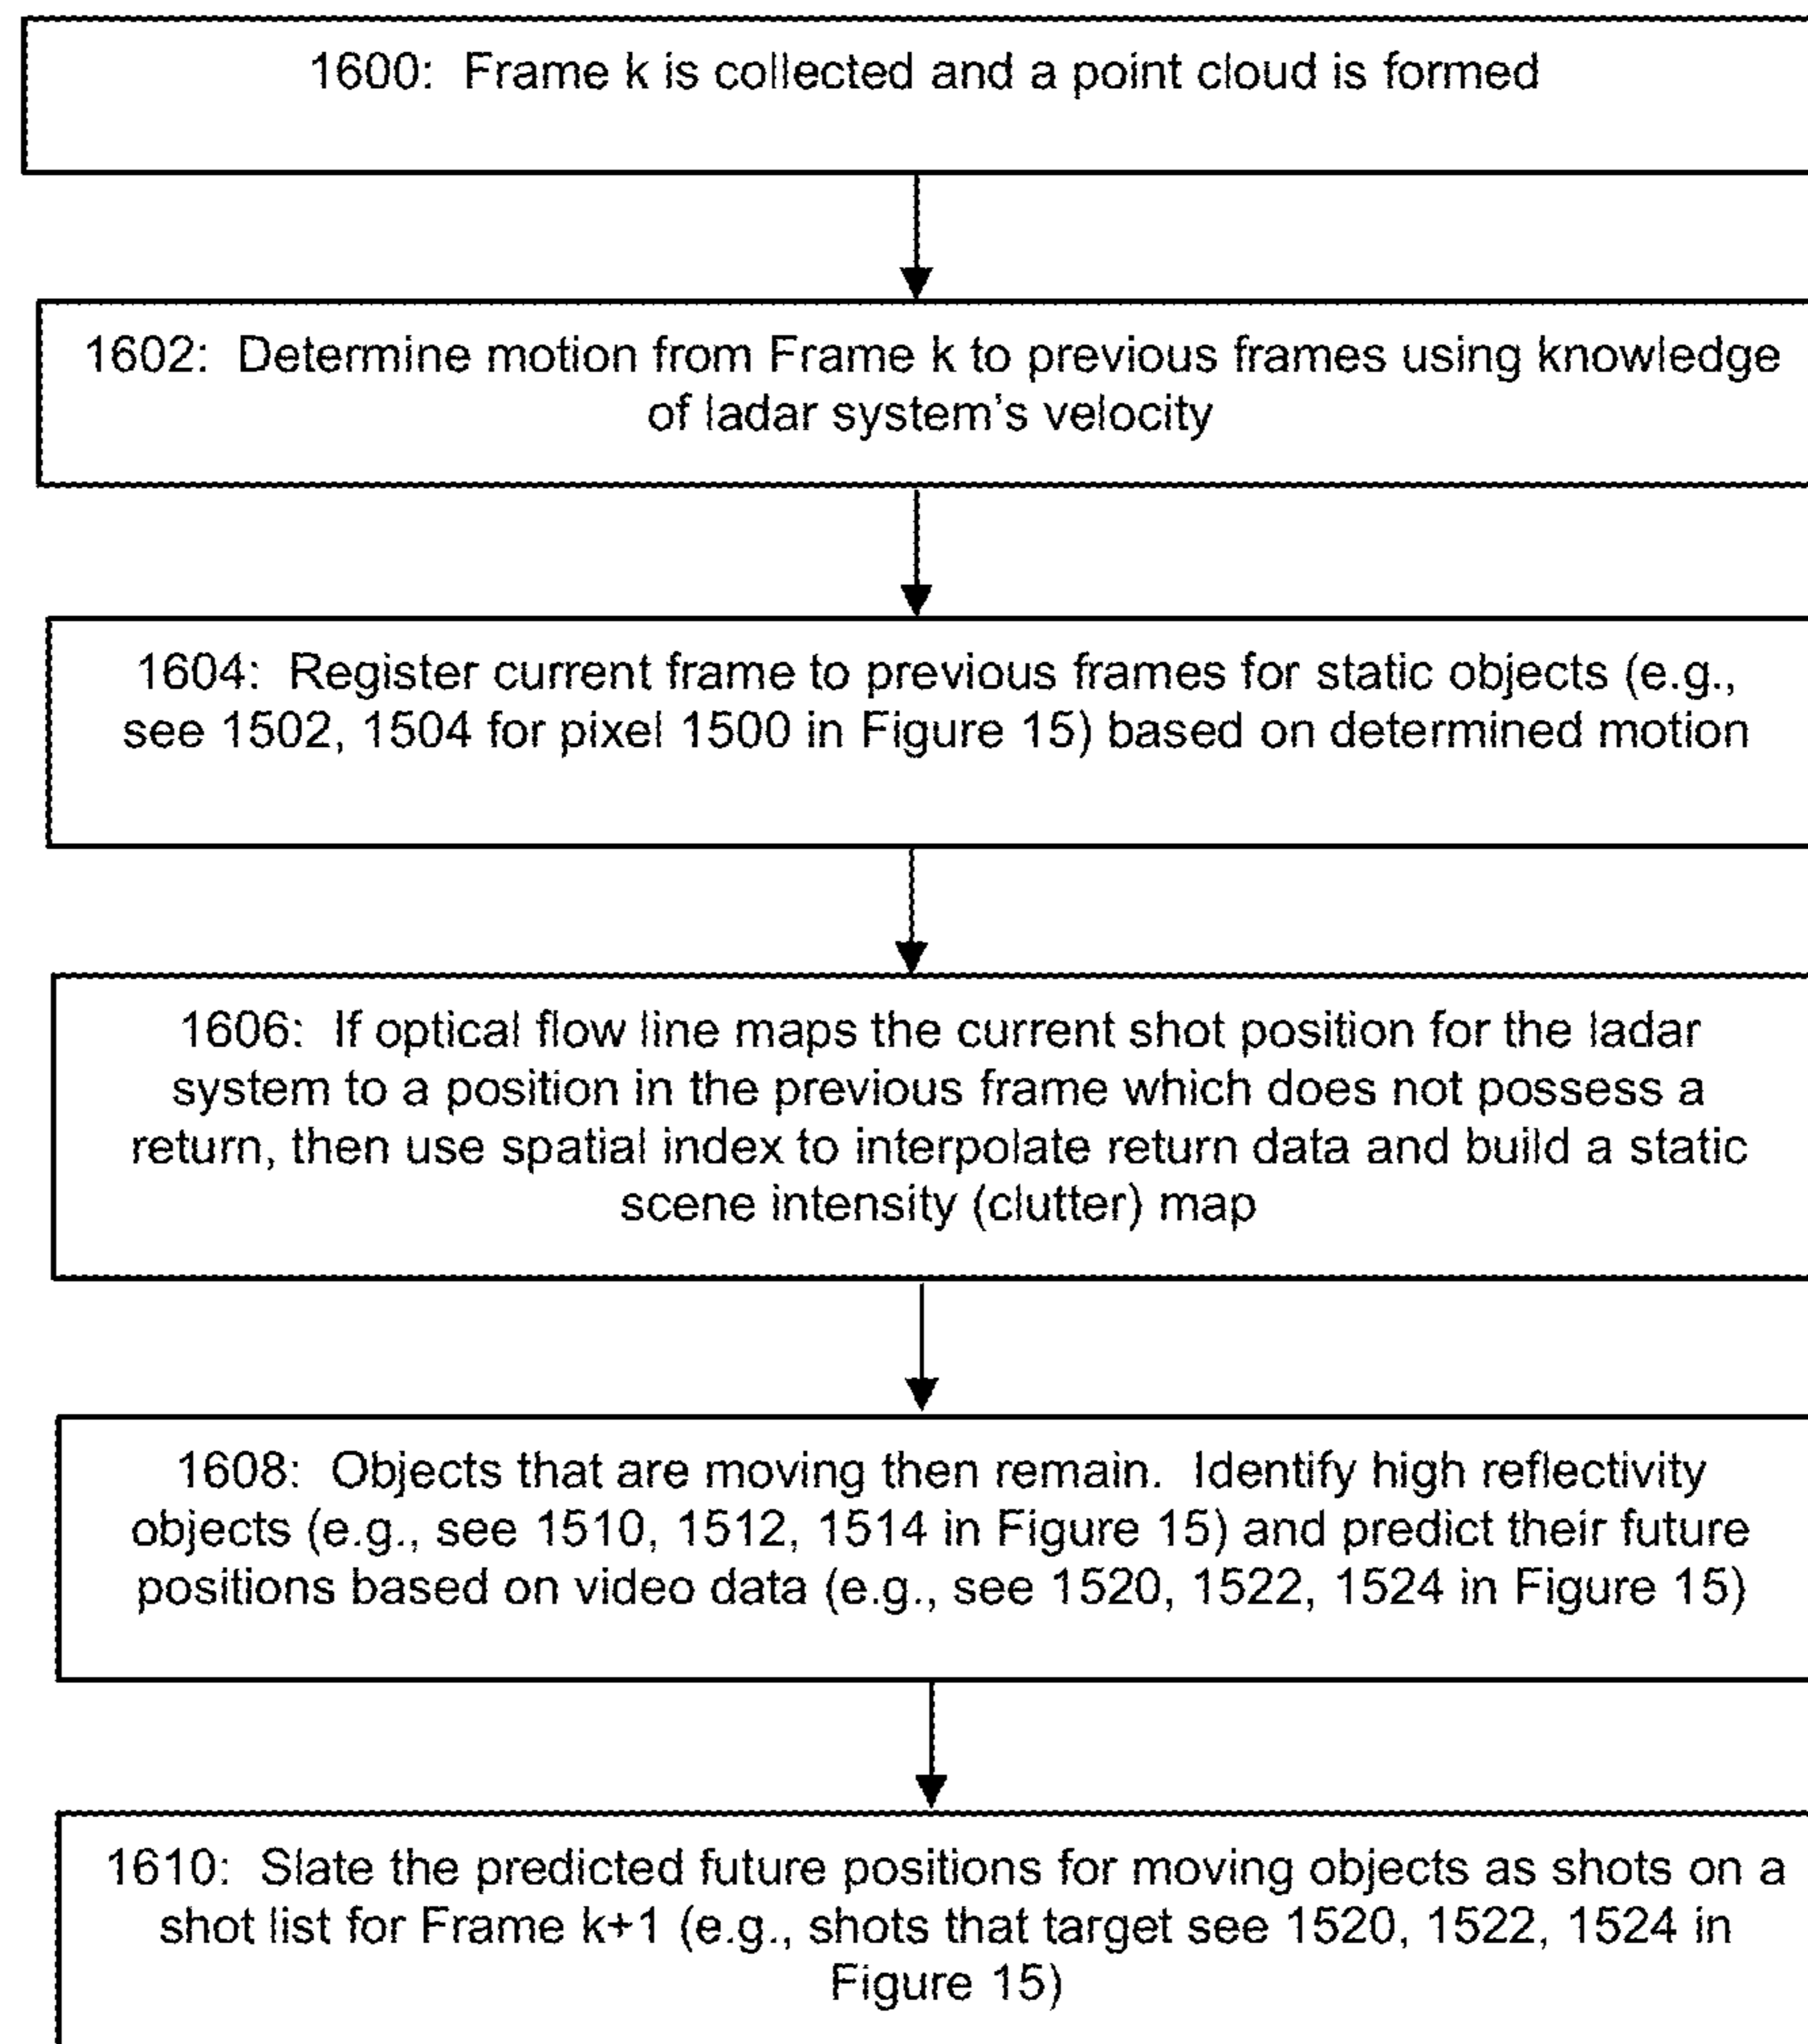 1600: Frame k is collected and a point cloud is formed
1602: Determine motion from Frame k to previous frames using knowledge
of ladar system's velocity
1604: Register current frame to previous frames for static objects (e.g.,
see 1502, 1504 for pixel 1500 in Figure 15) based on determined motion
1606: If optical flow line maps the current shot position for the ladar
system to a position in the previous frame which does not possess a
return, then use spatial index to interpolate return data and build a static
scene intensity (clutter) map
1608: Objects that are moving then remain. Identify high reflectivity
objects (e.g., see 1510, 1512, 1514 in Figure 15) and predict their future
positions based on video data (e.g., see 1520, 1522, 1524 in Figure 15)
1610: Slate the predicted future positions for moving objects as shots on a
shot list for Frame k+1 (e.g., shots that target see 1520, 1522, 1524 in
Figure 15)